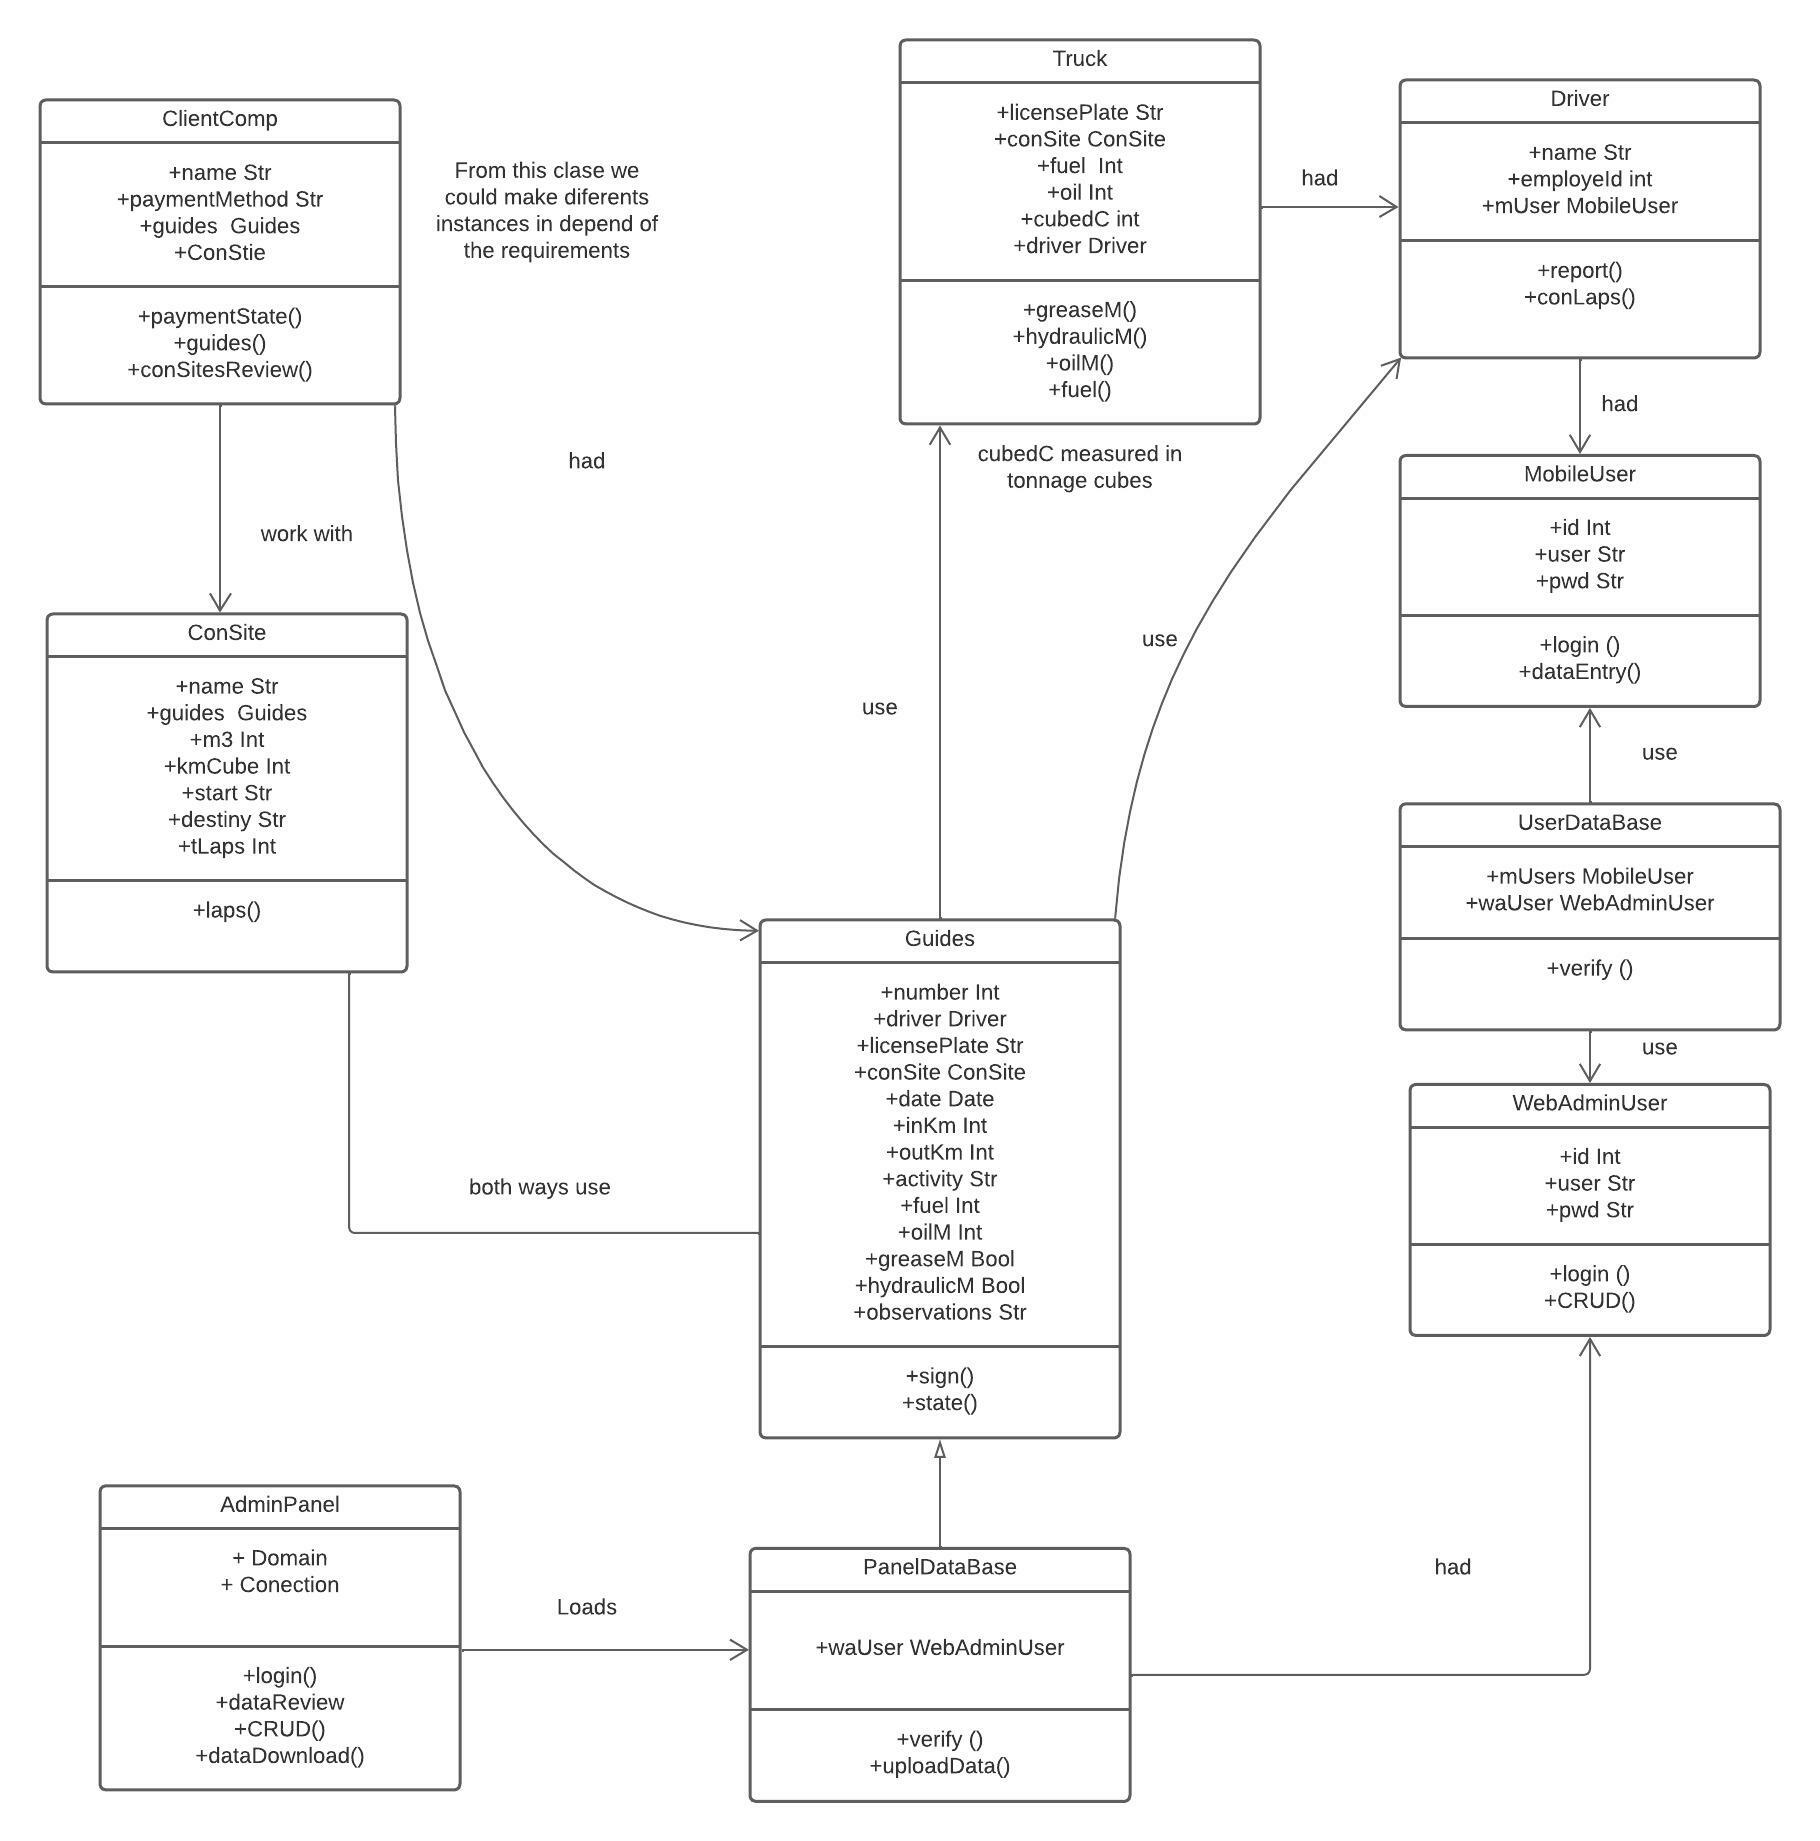 ClientComp
+name Str
+paymentMethod Str
+guides  Guides
+ConStie
+paymentState()
+guides()
+conSitesReview()
From this clase we
could make diferents
instances in depend of
the requirements
Truck
+licensePlate Str
+conSite ConSite
+fuel  Int
+oil Int
+cubedC int
+driver Driver
+greaseM()
+hydraulicM()
+oilM()
+fuel()
had
Driver
+name Str
+employeId int
+mUser MobileUser
+report()
+conLaps()
had
had
cubedC measured in
tonnage cubes
work with
MobileUser
+id Int
+user Str
+pwd Str
+login ()
+dataEntry()
ConSite
+name Str
+guides  Guides
+m3 Int
+kmCube Int
+start Str
+destiny Str
+tLaps Int
+laps()
use
use
use
UserDataBase
+mUsers MobileUser
+waUser WebAdminUser
+verify ()
use
Guides
+number Int
+driver Driver
+licensePlate Str
+conSite ConSite
+date Date
+inKm Int
+outKm Int
+activity Str
+fuel Int
+oilM Int
+greaseM Bool
+hydraulicM Bool
+observations Str
+sign()
+state()
both ways use
WebAdminUser
+id Int
+user Str
+pwd Str
+login ()
+CRUD()
AdminPanel
+ Domain
+ Conection
+login()
+dataReview
+CRUD()
+dataDownload()
Loads
PanelDataBase
+waUser WebAdminUser
+verify ()
+uploadData()
had